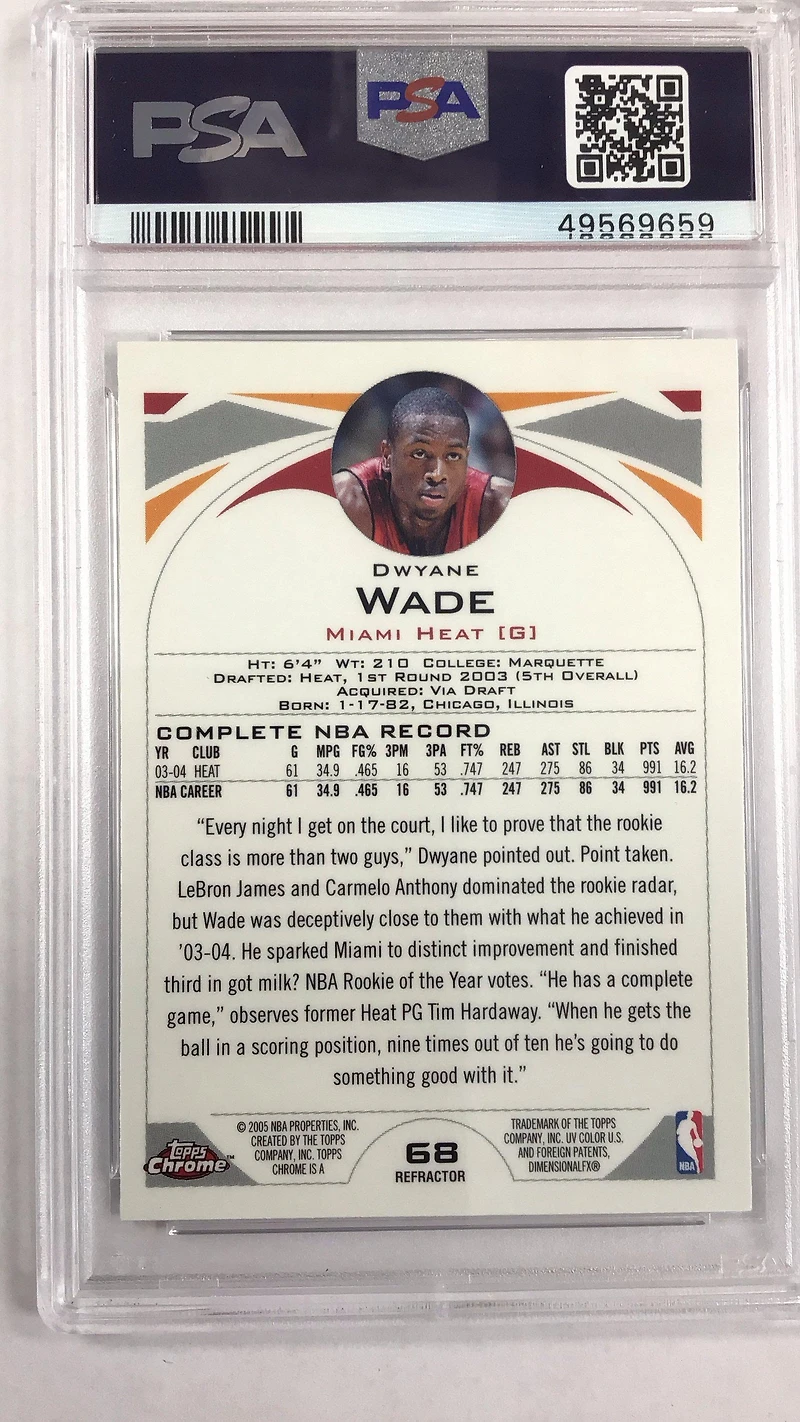 PSA PSA
49569659
DWYANE
WADE
MIAMI HEAT [G]
HT: 6'4" WT: 210 COLLEGE: MARQUETTE
DRAFTED: HEAT, 1ST ROUND 2003 (5TH OVERALL)
ACQUIRED: VIA DRAFT
BORN: 1-17-82, CHICAGO, ILLINOIS
COMPLETE NBA RECORD
YR CLUB G MPG FG% 3PM 3PA FT% REB AST STL BLK PTS AVG
03-04 HEAT 61 34.9 .465 16 53 .747 247 275 86 34 991 16.2
NBA CAREER 61 34.9 .465 16 53 .747 247 275 86 34 991 16.2
“Every night I get on the court, I like to prove that the rookie
class is more than two guys,” Dwyane pointed out. Point taken.
LeBron James and Carmelo Anthony dominated the rookie radar,
but Wade was deceptively close to them with what he achieved in
’03-04. He sparked Miami to distinct improvement and finished
third in got milk? NBA Rookie of the Year votes. “He has a complete
game,” observes former Heat PG Tim Hardaway. “When he gets the
ball in a scoring position, nine times out of ten he’s going to do
something good with it.”
Topps
Chrome™
© 2005 NBA PROPERTIES, INC.
CREATED BY THE TOPPS
COMPANY, INC. TOPPS
CHROME IS A
68
REFRACTOR
TRADEMARK OF THE TOPPS
COMPANY, INC. UV COLOR U.S.
AND FOREIGN PATENTS,
DIMENSIONALFX®
NBA